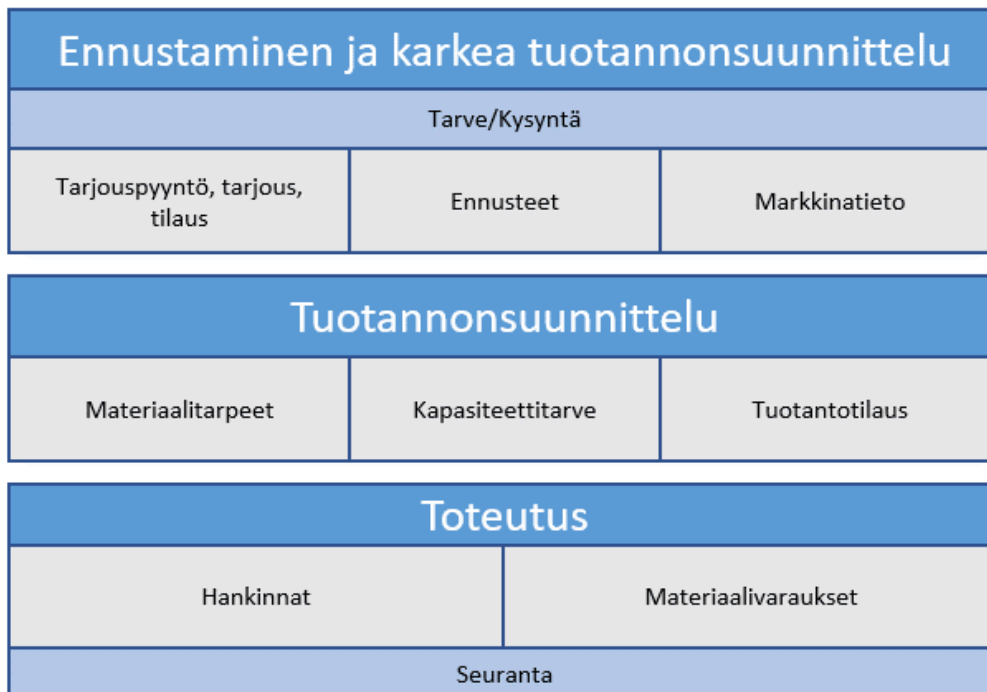 Ennustaminen ja karkea tuotannonsuunnittelu
Tarve/Kysyntä
Tarjouspyyntö, tarjous,
tilaus
Ennusteet
Markkinatieto
Tuotannonsuunnittelu
Materiaalitarpeet
Kapasiteettitarve
Tuotantotilaus
Toteutus
Hankinnat
Materiaalivaraukset
Seuranta